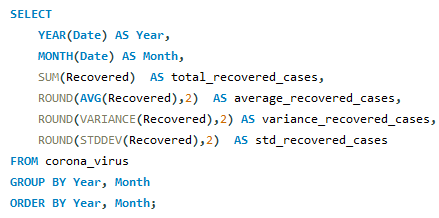 SELECT
YEAR(Date) AS Year,
MONTH(Date) AS Month,
SUM(Recovered)  AS total_recovered_cases,
ROUND(AVG(Recovered),2)  AS average_recovered_cases,
ROUND(VARIANCE(Recovered),2) AS variance_recovered_cases,
ROUND(STDDEV(Recovered),2)  AS std_recovered_cases
FROM corona_virus
GROUP BY Year, Month
ORDER BY Year, Month;